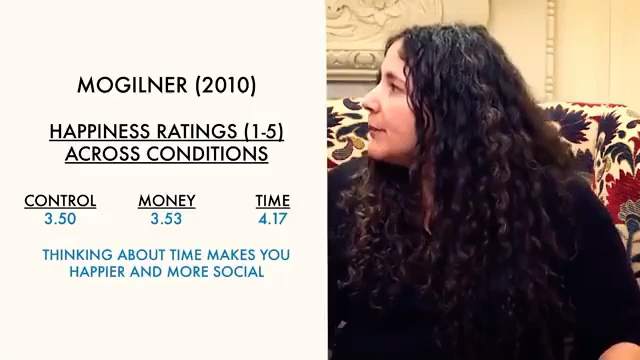 MOGILNER (2010)
HAPPINESS RATINGS (1-5)
ACROSS CONDITIONS
CONTROL MONEY TIME
3.50 3.53 4.17
THINKING ABOUT TIME MAKES YOU
HAPPIER AND MORE SOCIAL